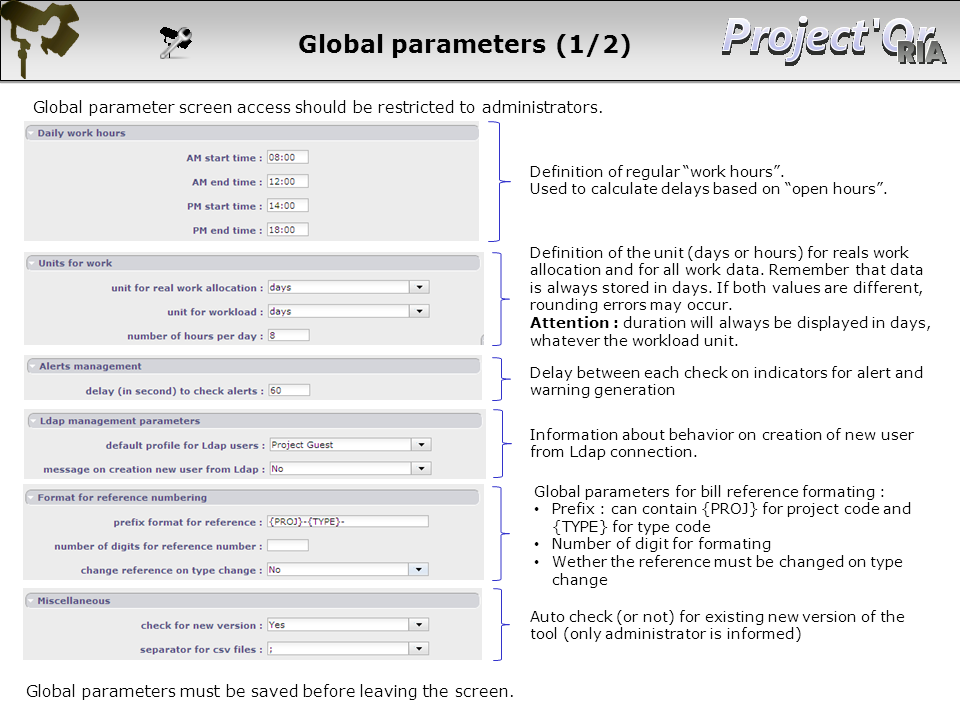 Global parameters (1/2)
Project'Or
RIA
Global parameter screen access should be restricted to administrators.
Daily work hours
AM start time : 08:00
AM end time : 12:00
PM start time : 14:00
PM end time : 18:00
Definition of regular “work hours”.
Used to calculate delays based on “open hours”.
Units for work
unit for real work allocation : days
unit for workload : days
number of hours per day : 8
Definition of the unit (days or hours) for reals work
allocation and for all work data. Remember that data
is always stored in days. If both values are different,
rounding errors may occur.
Attention : duration will always be displayed in days,
whatever the workload unit.
Alerts management
delay (in second) to check alerts : 60
Delay between each check on indicators for alert and
warning generation
Ldap management parameters
default profile for Ldap users : Project Guest
message on creation new user from Ldap : No
Information about behavior on creation of new user
from Ldap connection.
Format for reference numbering
prefix format for reference : {PROJ}-{TYPE}-
number of digits for reference number :
change reference on type change : No
Global parameters for bill reference formating :
• Prefix : can contain {PROJ} for project code and
{TYPE} for type code
• Number of digit for formating
• Wether the reference must be changed on type
change
Miscellaneous
check for new version : Yes
separator for csv files : ;
Auto check (or not) for existing new version of the
tool (only administrator is informed)
Global parameters must be saved before leaving the screen.